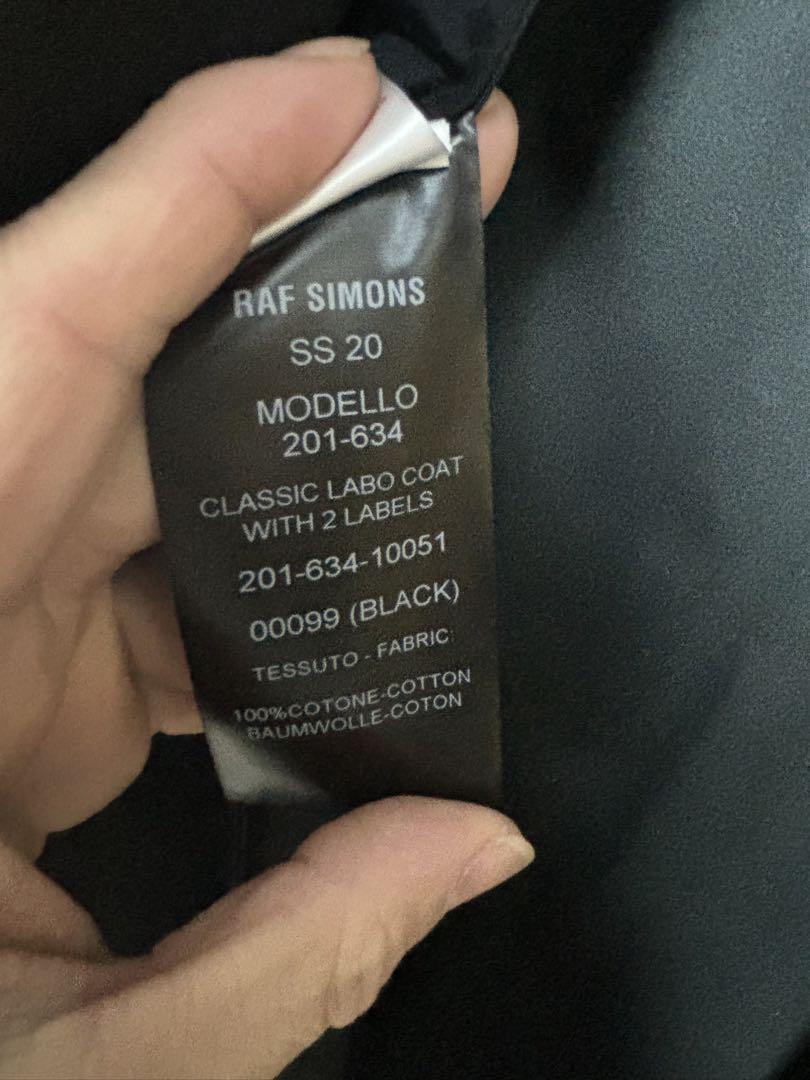 RAF SIMONS
SS 20
MODELLO
201-634
CLASSIC LABO COAT
WITH 2 LABELS
201-634-10051
00099 (BLACK)
TESSUTO - FABRIC:
100%COTONE-COTTON
BAUMWOLLE-COTON